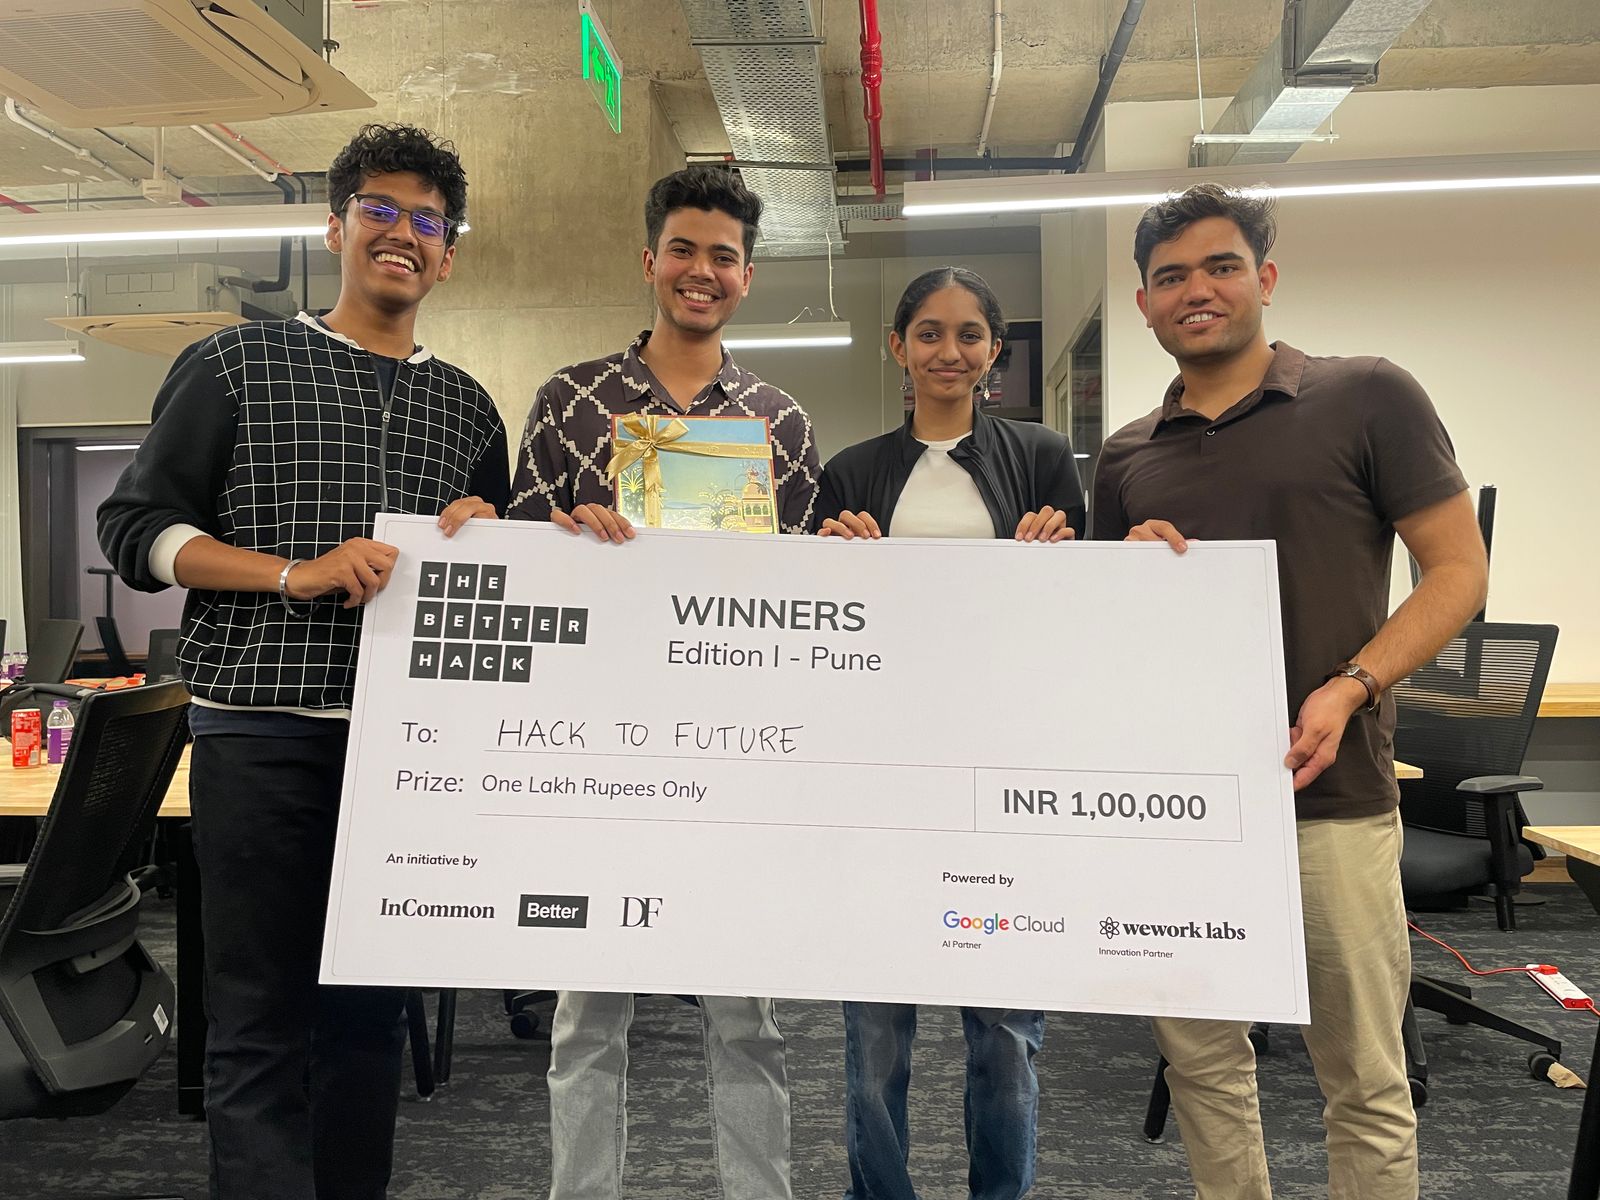 THE
BETTER
HACK
WINNERS
Edition I - Pune
To: HACK TO FUTURE
Prize: One Lakh Rupees Only
INR 1,00,000
An initiative by
InCommon Better DF
Powered by
Google Cloud
AI Partner
wework labs
Innovation Partner